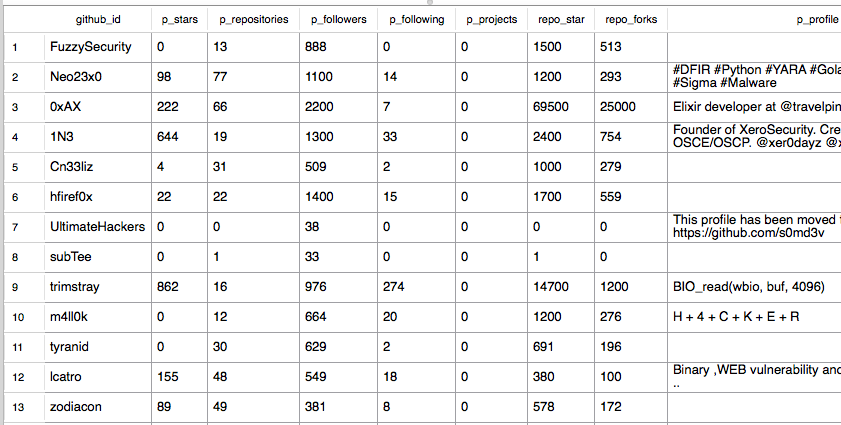 github_id p_stars p_repositories p_followers p_following p_projects repo_star repo_forks p_profile
1 FuzzySecurity 0 13 888 0 0 1500 513
2 Neo23x0 98 77 1100 14 0 1200 293 #DFIR #Python #YARA #Gola
#Sigma #Malware
3 0xAX 222 66 2200 7 0 69500 25000 Elixir developer at @travelpin
4 1N3 644 19 1300 33 0 2400 754 Founder of XeroSecurity. Cre
OSCE/OSCP. @xer0dayz @x
5 Cn33liz 4 31 509 2 0 1000 279
6 hfiref0x 22 22 1400 15 0 1700 559
7 UltimateHackers 0 0 38 0 0 0 0 This profile has been moved t
https://github.com/s0md3v
8 subTee 0 1 33 0 0 1 0
9 trimstray 862 16 976 274 0 14700 1200 BIO_read(wbio, buf, 4096)
10 m4ll0k 0 12 664 20 0 1200 276 H + 4 + C + K + E + R
11 tyranid 0 30 629 2 0 691 196
12 lcatro 155 48 549 18 0 380 100 Binary ,WEB vulnerability and
..
13 zodiacon 89 49 381 8 0 578 172